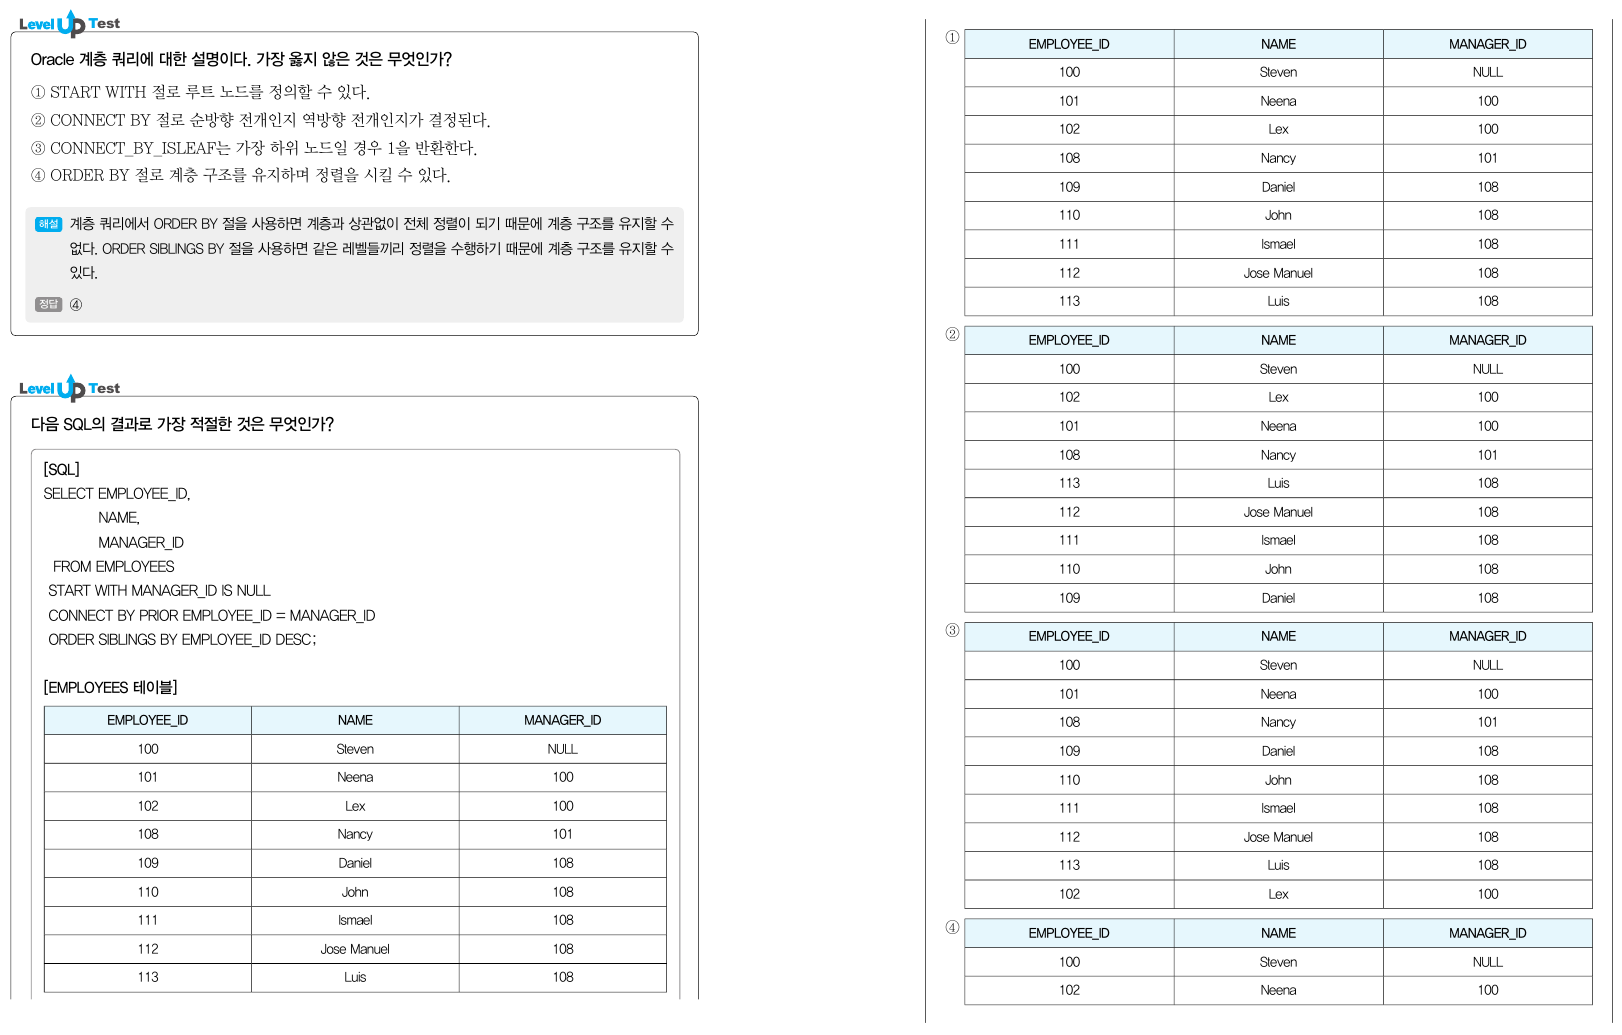 Level Up Test
Oracle 계층 쿼리에 대한 설명이다. 가장 옳지 않은 것은 무엇인가?
① START WITH 절로 루트 노드를 정의할 수 있다.
② CONNECT BY 절로 순방향 전개인지 역방향 전개인지가 결정된다.
③ CONNECT_BY_ISLEAF는 가장 하위 노드일 경우 1을 반환한다.
④ ORDER BY 절로 계층 구조를 유지하며 정렬을 시킬 수 있다.
해설 계층 쿼리에서 ORDER BY 절을 사용하면 계층과 상관없이 전체 정렬이 되기 때문에 계층 구조를 유지할 수
없다. ORDER SIBLINGS BY 절을 사용하면 같은 레벨들끼리 정렬을 수행하기 때문에 계층 구조를 유지할 수
있다.
정답 ④
Level Up Test
다음 SQL의 결과로 가장 적절한 것은 무엇인가?
[SQL]
SELECT EMPLOYEE_ID,
NAME,
MANAGER_ID
FROM EMPLOYEES
START WITH MANAGER_ID IS NULL
CONNECT BY PRIOR EMPLOYEE_ID = MANAGER_ID
ORDER SIBLINGS BY EMPLOYEE_ID DESC;
[EMPLOYEES 테이블]
EMPLOYEE_ID NAME MANAGER_ID
100 Steven NULL
101 Neena 100
102 Lex 100
108 Nancy 101
109 Daniel 108
110 John 108
111 Ismael 108
112 Jose Manuel 108
113 Luis 108
① EMPLOYEE_ID NAME MANAGER_ID
100 Steven NULL
101 Neena 100
102 Lex 100
108 Nancy 101
109 Daniel 108
110 John 108
111 Ismael 108
112 Jose Manuel 108
113 Luis 108
② EMPLOYEE_ID NAME MANAGER_ID
100 Steven NULL
102 Lex 100
101 Neena 100
108 Nancy 101
113 Luis 108
112 Jose Manuel 108
111 Ismael 108
110 John 108
109 Daniel 108
③ EMPLOYEE_ID NAME MANAGER_ID
100 Steven NULL
101 Neena 100
108 Nancy 101
109 Daniel 108
110 John 108
111 Ismael 108
112 Jose Manuel 108
113 Luis 108
102 Lex 100
④ EMPLOYEE_ID NAME MANAGER_ID
100 Steven NULL
102 Neena 100